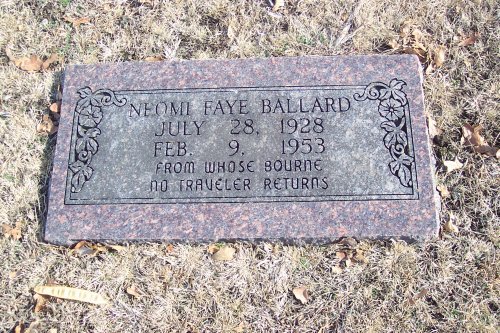 NEOMI FAYE BALLARD
JULY 28, 1928
FEB. 9, 1953
FROM WHOSE BOURNE
NO TRAVELER RETURNS